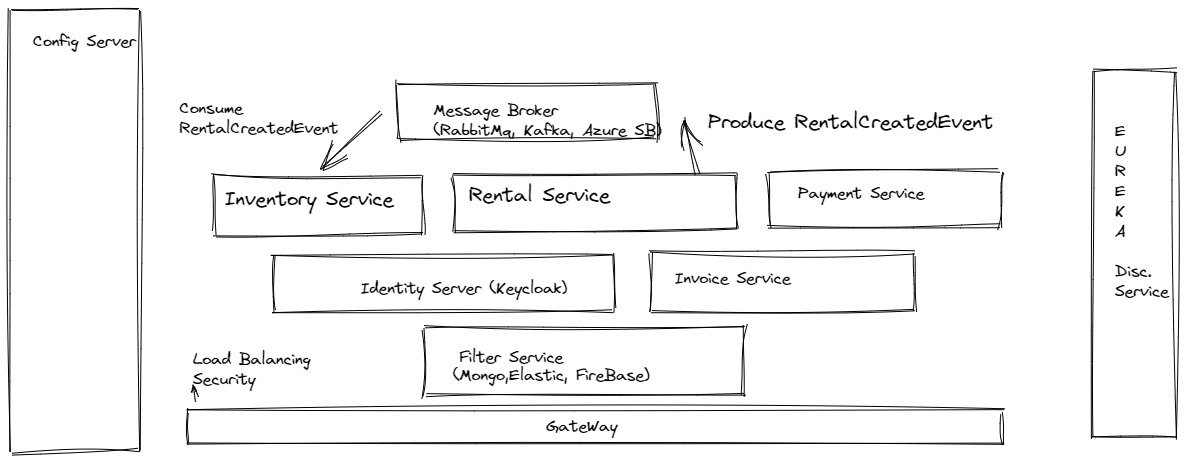 Config Server
Consume
RentalCreatedEvent
Message Broker
(RabbitMq, Kafka, Azure SB)
Produce RentalCreatedEvent
Inventory Service
Rental Service
Payment Service
Identity Server (Keycloak)
Invoice Service
Filter Service
(Mongo,Elastic, FireBase)
Load Balancing
Security
GateWay
E
U
R
E
K
A
Disc.
Service